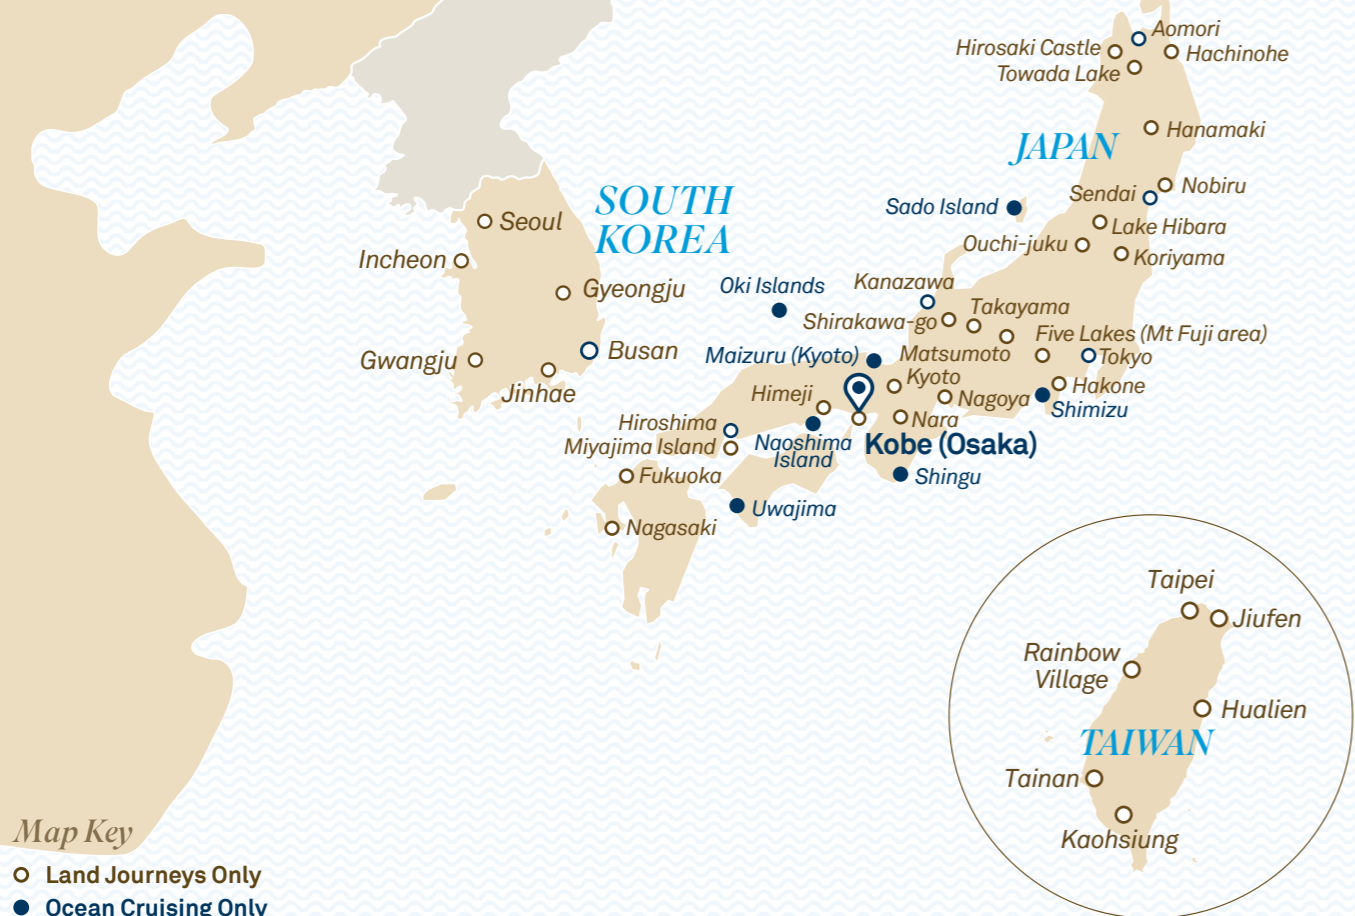 Aomori
Hirosaki Castle
Hachinohe
Towada Lake
Hanamaki
JAPAN
Nobiru
Sendai
SOUTH
KOREA
Sado Island
Seoul
Lake Hibara
Ouchi-juku
Koriyama
Incheon
Kanazawa
Oki Islands
Gyeongju
Takayama
Shirakawa-go
Five Lakes (Mt Fuji area)
Busan
Maizuru (Kyoto)
Matsumoto
Tokyo
Gwangju
Kyoto
Hakone
Jinhae
Himeji
Nagoya
Shimizu
Hiroshima
Nara
Miyajima Island
Naoshima
Island
Kobe (Osaka)
Fukuoka
Shingu
Uwajima
Nagasaki
Taipei
Jiufen
Rainbow
Village
Hualien
TAIWAN
Tainan
Kaohsiung
Map Key
Land Journeys Only
Ocean Cruising Only